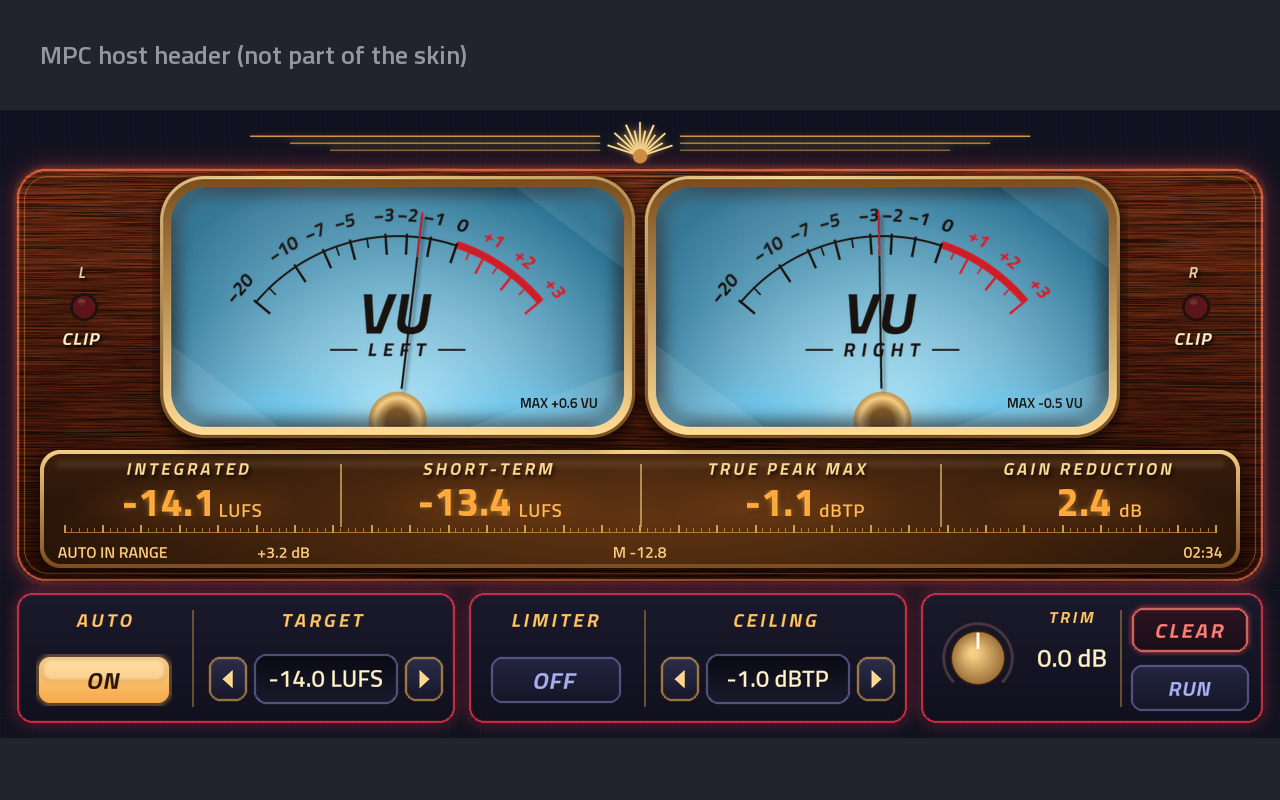 MPC host header (not part of the skin)
-20 -10 -7 -5 -3 -2 -1 0 +1 +2 +3
VU
LEFT
MAX +0.6 VU
-20 -10 -7 -5 -3 -2 -1 0 +1 +2 +3
VU
RIGHT
MAX -0.5 VU
L
CLIP
R
CLIP
INTEGRATED
-14.1 LUFS
SHORT-TERM
-13.4 LUFS
TRUE PEAK MAX
-1.1 dBTP
GAIN REDUCTION
2.4 dB
AUTO IN RANGE
+3.2 dB
M -12.8
02:34
AUTO
ON
TARGET
-14.0 LUFS
LIMITER
OFF
CEILING
-1.0 dBTP
TRIM
0.0 dB
CLEAR
RUN